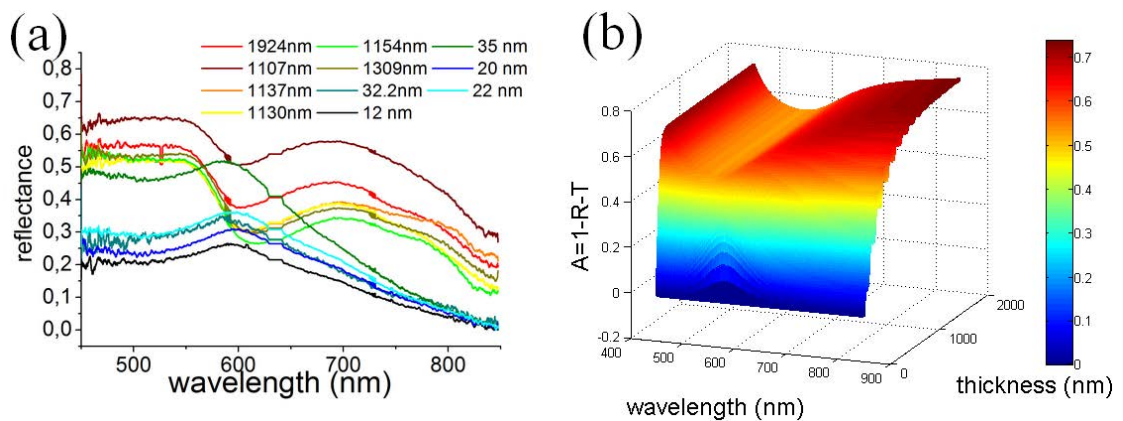 (a)
1924nm 1154nm 35 nm
1107nm 1309nm 20 nm
1137nm 32.2nm 22 nm
1130nm 12 nm
0,8
0,7
0,6
0,5
0,4
0,3
0,2
0,1
0,0
reflectance
500 600 700 800
wavelength (nm)
(b)
0.8
0.6
0.4
0.2
0
-0.2
A=1-R-T
400 500 600 700 800 900
wavelength (nm)
0 1000 2000
thickness (nm)
0.7
0.6
0.5
0.4
0.3
0.2
0.1
0